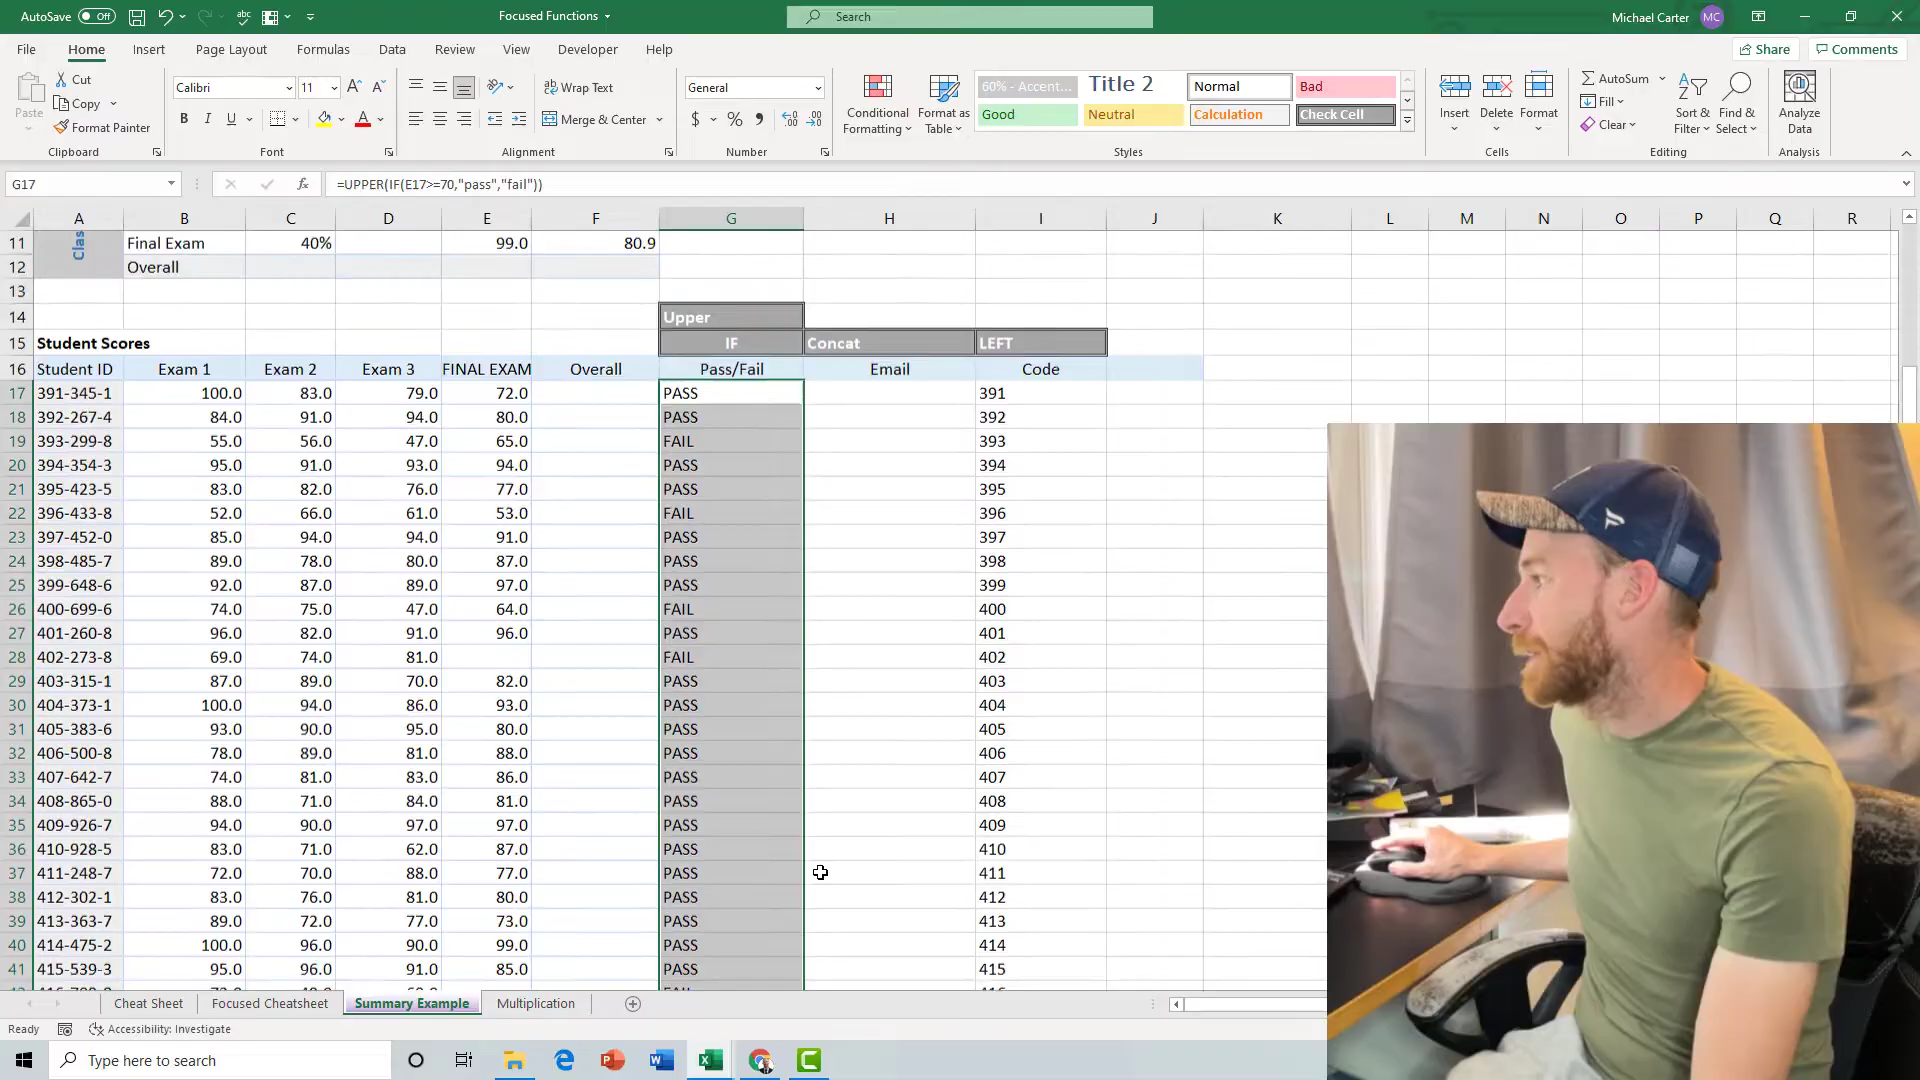 AutoSave Off abc Focused Functions Search Michael Carter MC
File Home Insert Page Layout Formulas Data Review View Developer Help Share Comments
Paste Cut Copy Format Painter
Calibri 11 A A
B I U A
ab Wrap Text
Merge & Center
General
$ % 9
Conditional Formatting Format as Table
60% - Accent... Title 2 Normal Bad
Good Neutral Calculation Check Cell
Insert Delete Format
AutoSum Fill Clear
Sort & Filter Find & Select Analyze Data
Clipboard Font Alignment Number Styles Cells Editing Analysis
G17 fx =UPPER(IF(E17>=70,"pass","fail"))
A B C D E F G H I J K L M N O P Q R
11 Clas Final Exam 40% 99.0 80.9
12 Overall
13
14 Upper
15 Student Scores IF Concat LEFT
16 Student ID Exam 1 Exam 2 Exam 3 FINAL EXAM Overall Pass/Fail Email Code
17 391-345-1 100.0 83.0 79.0 72.0 PASS 391
18 392-267-4 84.0 91.0 94.0 80.0 PASS 392
19 393-299-8 55.0 56.0 47.0 65.0 FAIL 393
20 394-354-3 95.0 91.0 93.0 94.0 PASS 394
21 395-423-5 83.0 82.0 76.0 77.0 PASS 395
22 396-433-8 52.0 66.0 61.0 53.0 FAIL 396
23 397-452-0 85.0 94.0 94.0 91.0 PASS 397
24 398-485-7 89.0 78.0 80.0 87.0 PASS 398
25 399-648-6 92.0 87.0 89.0 97.0 PASS 399
26 400-699-6 74.0 75.0 47.0 64.0 FAIL 400
27 401-260-8 96.0 82.0 91.0 96.0 PASS 401
28 402-273-8 69.0 74.0 81.0 FAIL 402
29 403-315-1 87.0 89.0 70.0 82.0 PASS 403
30 404-373-1 100.0 94.0 86.0 93.0 PASS 404
31 405-383-6 93.0 90.0 95.0 80.0 PASS 405
32 406-500-8 78.0 89.0 81.0 88.0 PASS 406
33 407-642-7 74.0 81.0 83.0 86.0 PASS 407
34 408-865-0 88.0 71.0 84.0 81.0 PASS 408
35 409-926-7 94.0 90.0 97.0 97.0 PASS 409
36 410-928-5 83.0 71.0 62.0 87.0 PASS 410
37 411-248-7 72.0 70.0 88.0 77.0 PASS 411
38 412-302-1 83.0 76.0 81.0 80.0 PASS 412
39 413-363-7 89.0 72.0 77.0 73.0 PASS 413
40 414-475-2 100.0 96.0 90.0 99.0 PASS 414
41 415-539-3 95.0 96.0 91.0 85.0 PASS 415
Cheat Sheet Focused Cheatsheet Summary Example Multiplication
Ready Accessibility: Investigate
Type here to search